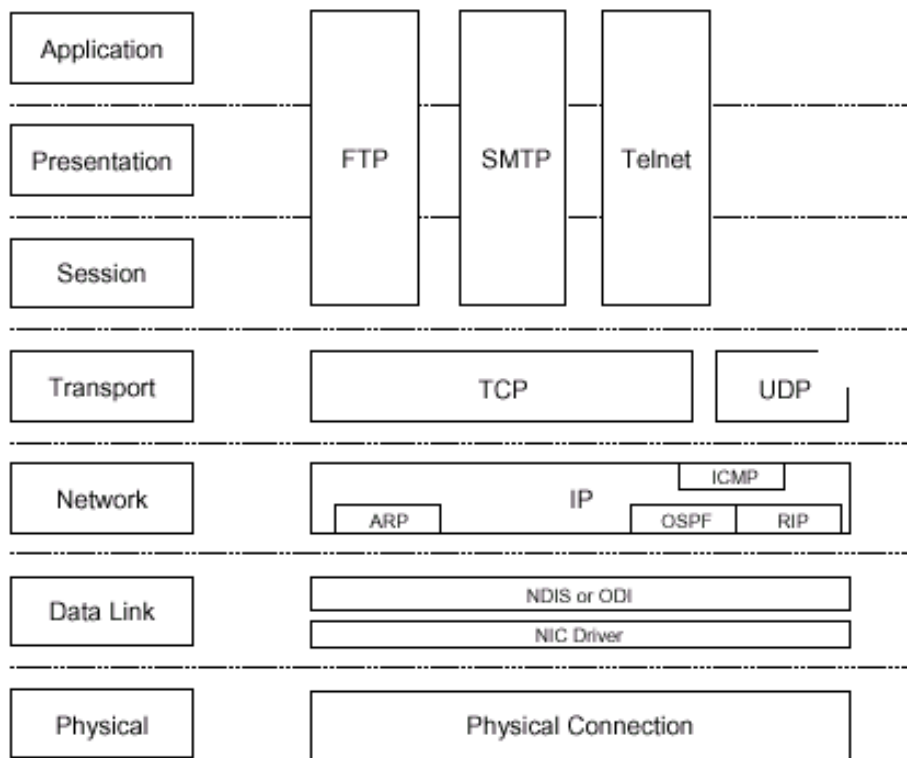 Application
Presentation
FTP
SMTP
Telnet
Session
Transport
TCP
UDP
Network
IP
ICMP
ARP
OSPF
RIP
Data Link
NDIS or ODI
NIC Driver
Physical
Physical Connection